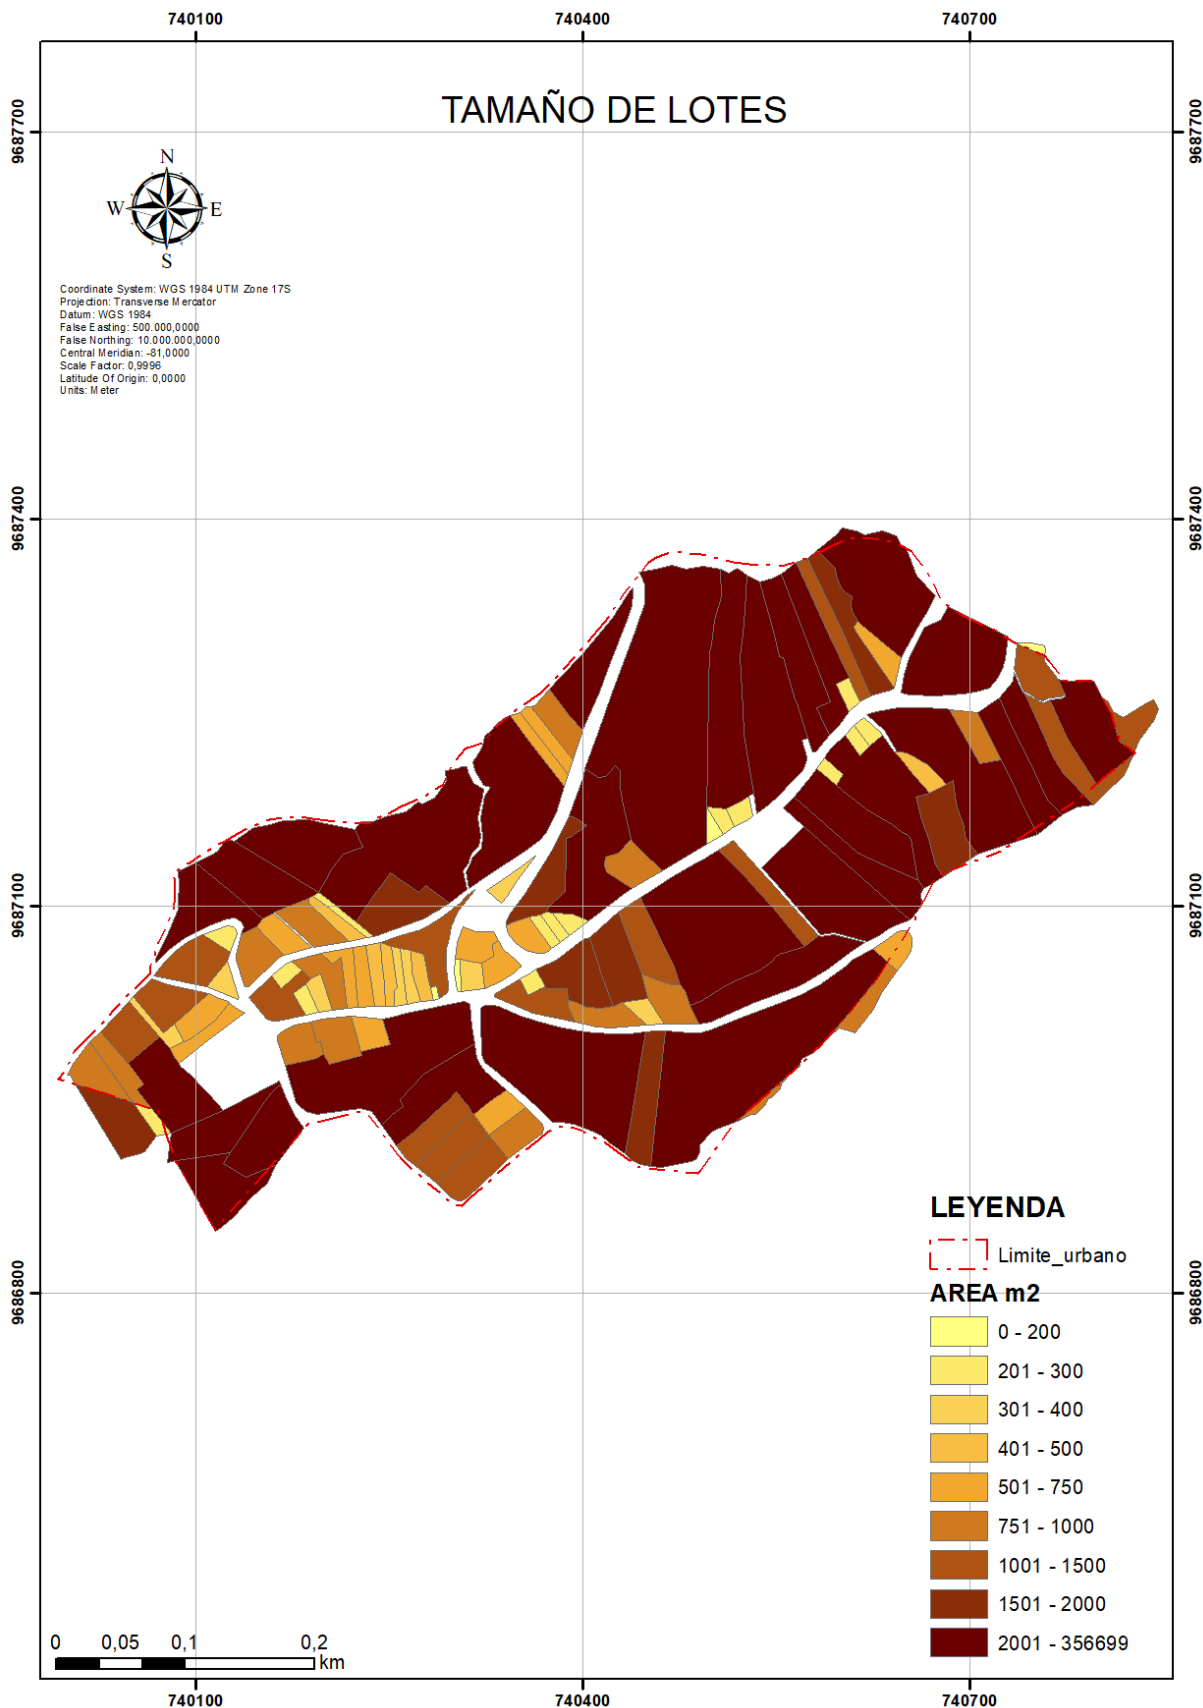 740100 740400 740700
TAMAÑO DE LOTES
9687700 9687700
N
W E
S
Coordinate System: WGS 1984 UTM Zone 17S
Projection: Transverse Mercator
Datum: WGS 1984
False Easting: 500.000,0000
False Northing: 10.000.000,0000
Central Meridian: -81,0000
Scale Factor: 0,9996
Latitude Of Origin: 0,0000
Units: Meter
9687400 9687400
9687100 9687100
LEYENDA
Limite_urbano
9686800 9686800
AREA m2
0 - 200
201 - 300
301 - 400
401 - 500
501 - 750
751 - 1000
1001 - 1500
1501 - 2000
2001 - 356699
0 0,05 0,1 0,2
km
740100 740400 740700